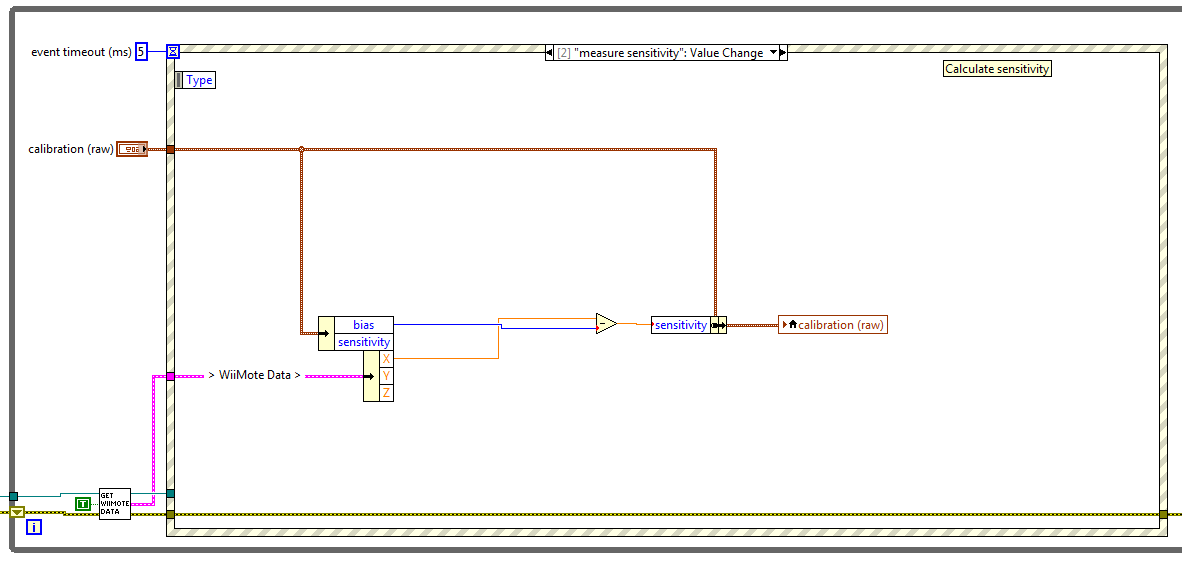 event timeout (ms) 5
[2] "measure sensitivity": Value Change
Calculate sensitivity
Type
calibration (raw)
bias
sensitivity
sensitivity
calibration (raw)
X
> WiiMote Data >
Y
Z
T
GET
WIIMOTE
DATA
i